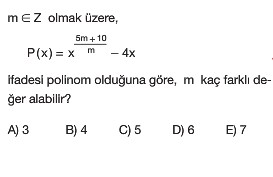 m ∈ Z olmak üzere,
P(x) = x^((5m + 10)/m) − 4x
ifadesi polinom olduğuna göre, m kaç farklı de-
ğer alabilir?
A) 3 B) 4 C) 5 D) 6 E) 7